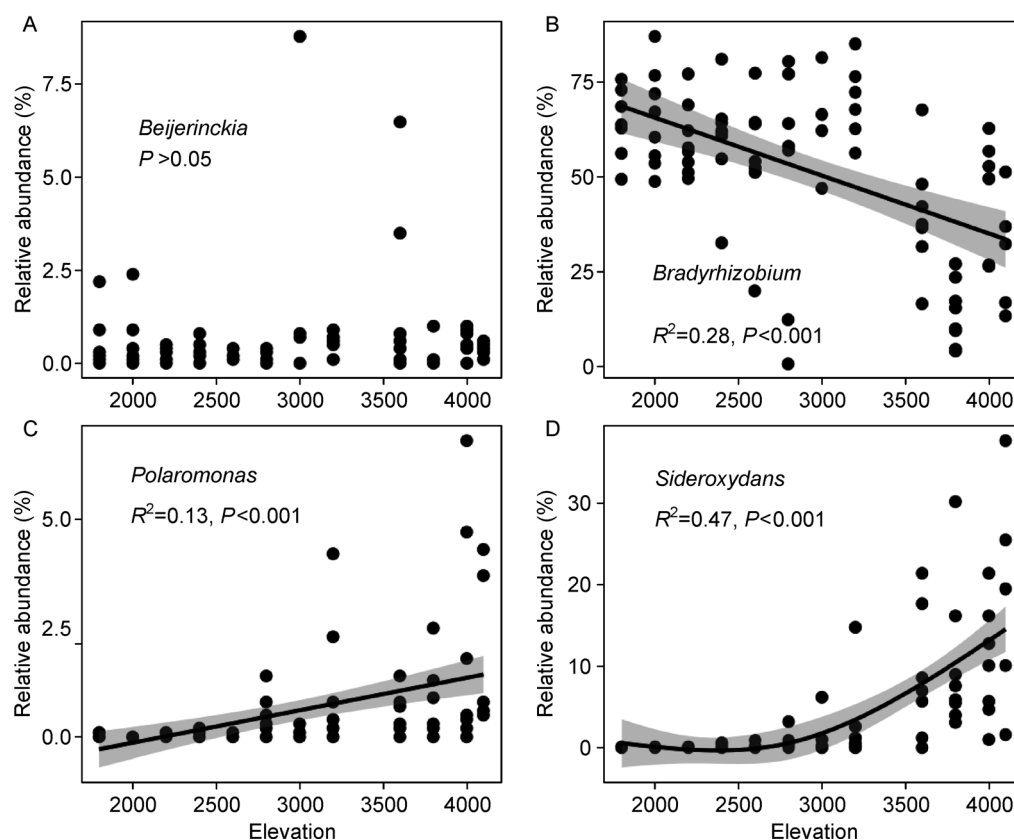 A
Relative abundance (%)
7.5
5.0
2.5
0.0
Beijerinckia
P >0.05
2000 2500 3000 3500 4000
B
Relative abundance (%)
75
50
25
0
Bradyrhizobium
R²=0.28, P<0.001
2000 2500 3000 3500 4000
C
Relative abundance (%)
5.0
2.5
0.0
Polaromonas
R²=0.13, P<0.001
2000 2500 3000 3500 4000
Elevation
D
Relative abundance (%)
30
20
10
0
Sideroxydans
R²=0.47, P<0.001
2000 2500 3000 3500 4000
Elevation